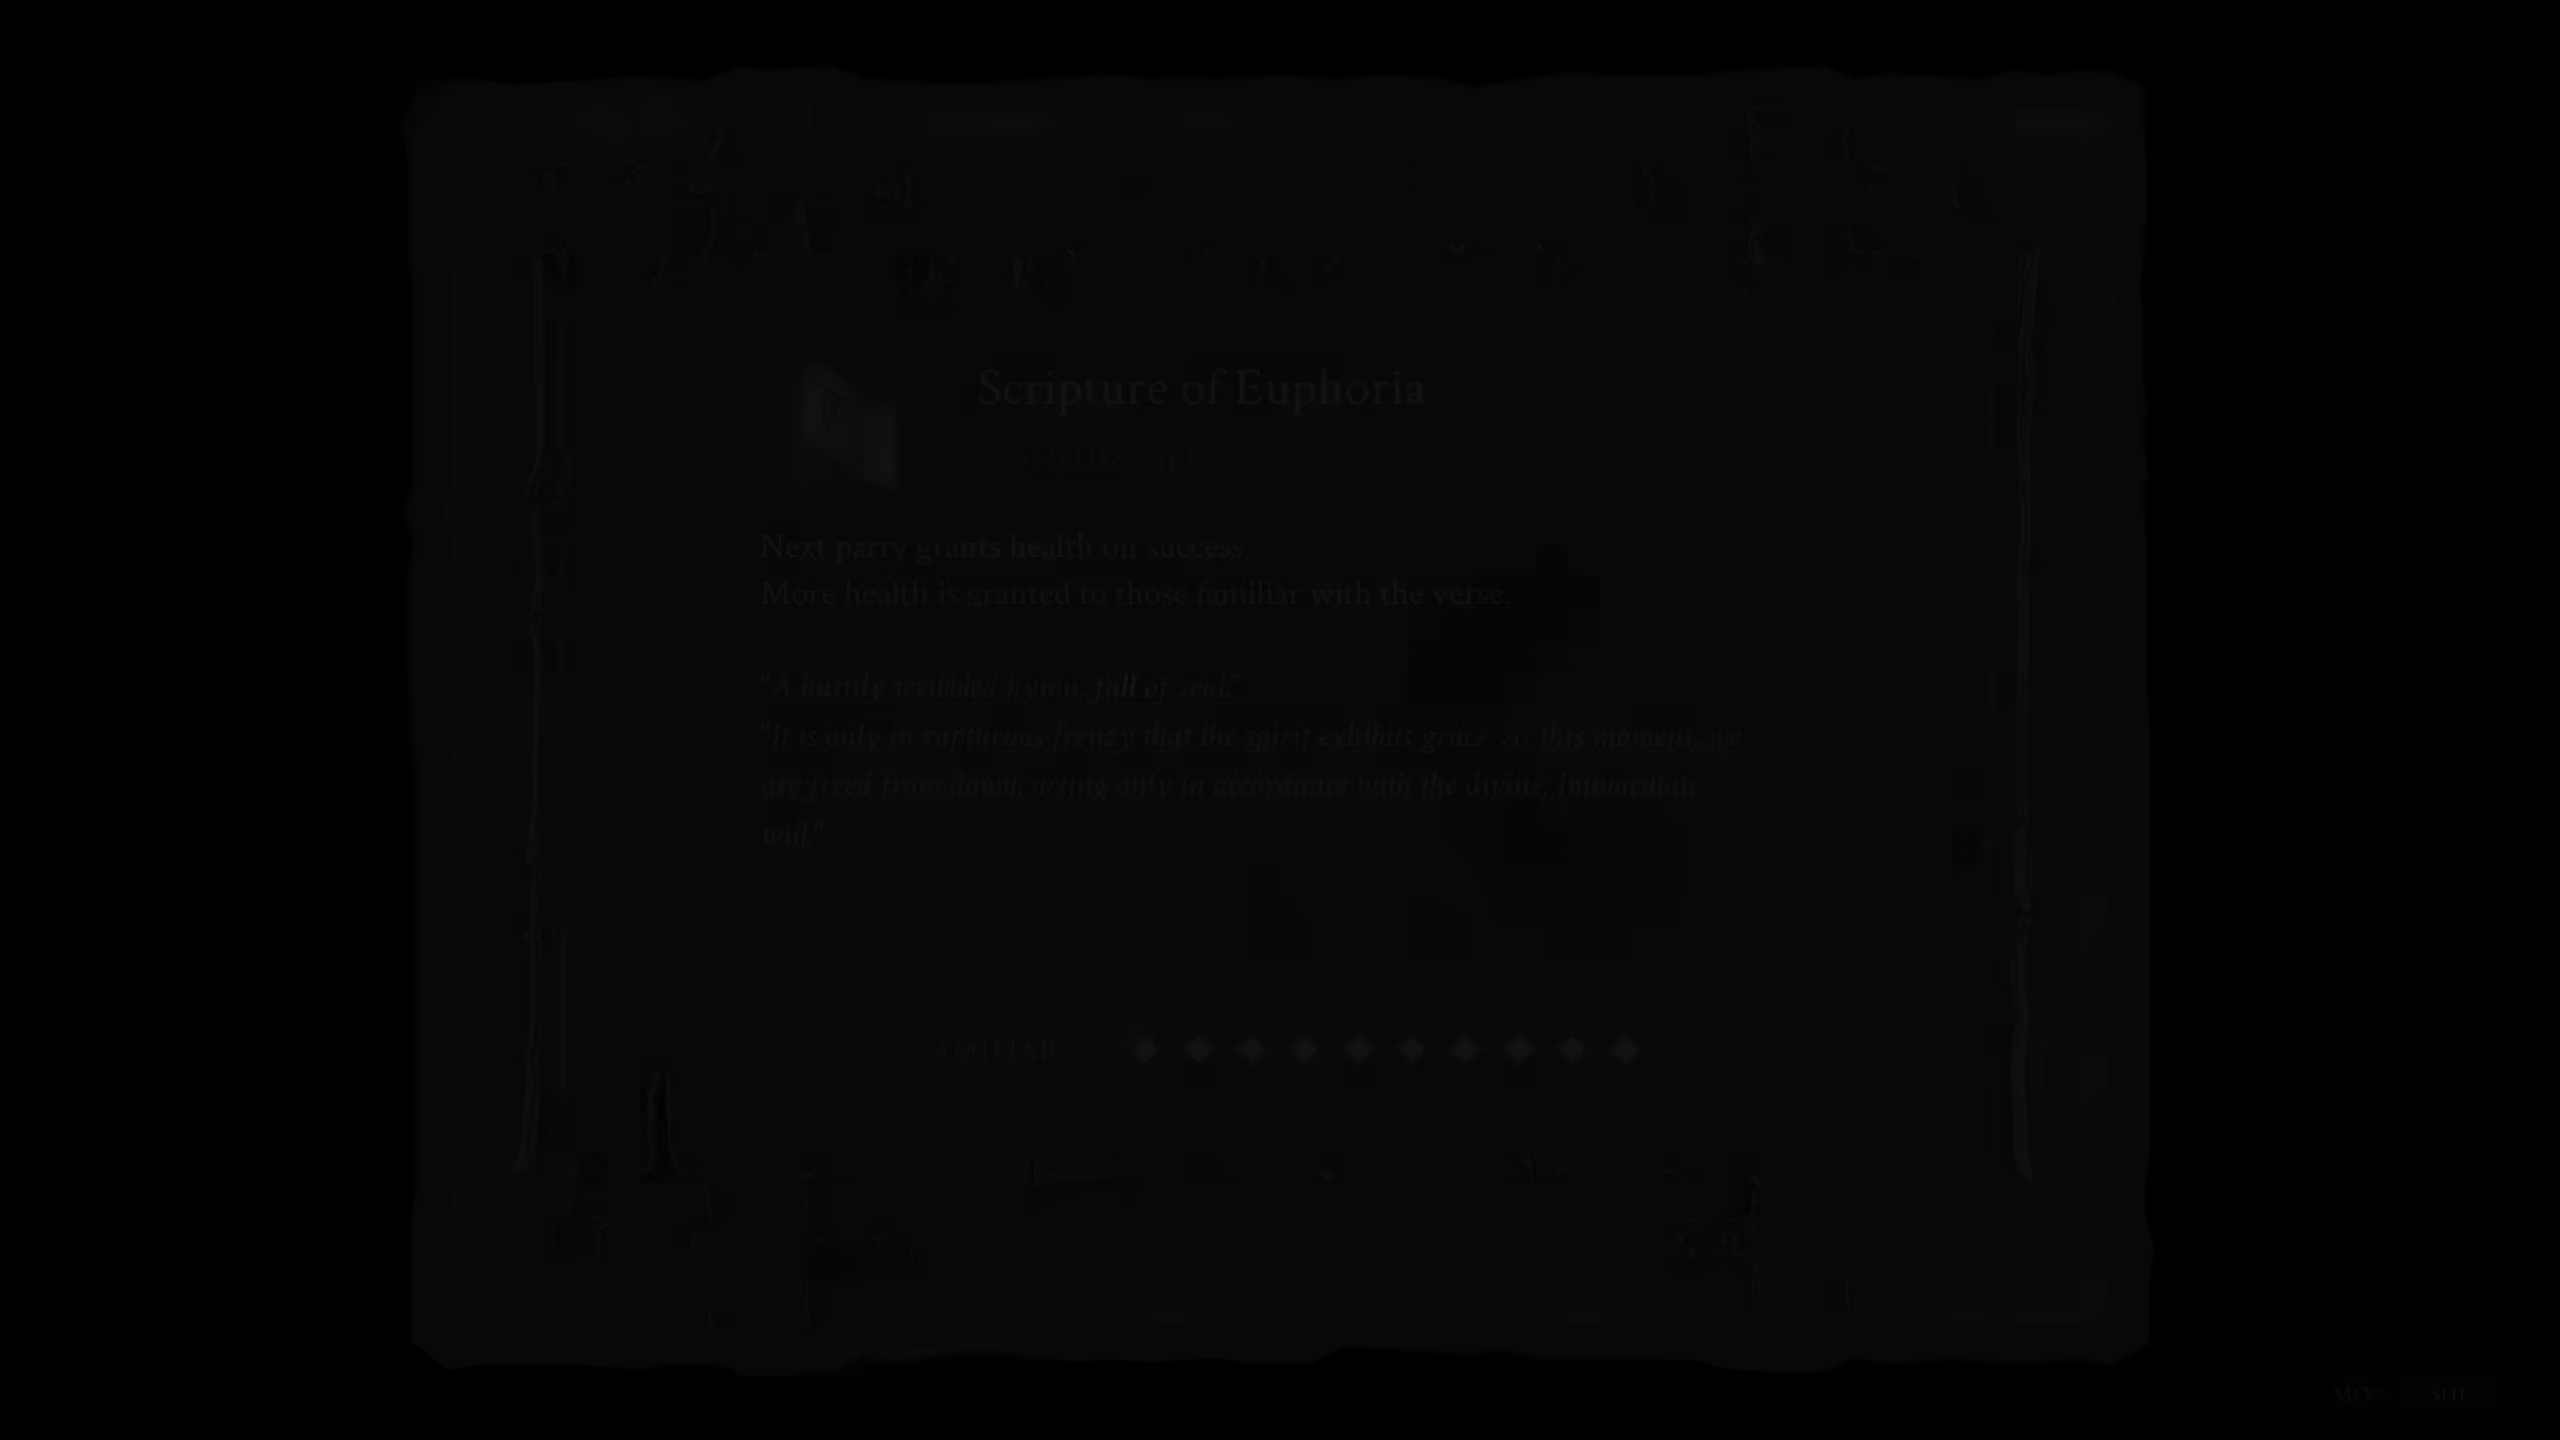 Scripture of Euphoria
Next parry grants health on success.
More health is granted to those familiar with the verse.
"A hastily scribbled hymn, full of zeal."
"It is only in rapturous frenzy that the spirit exhibits grace. At this moment, we
are freed from doubt, acting only in accordance with the divine, Immaculate
will."